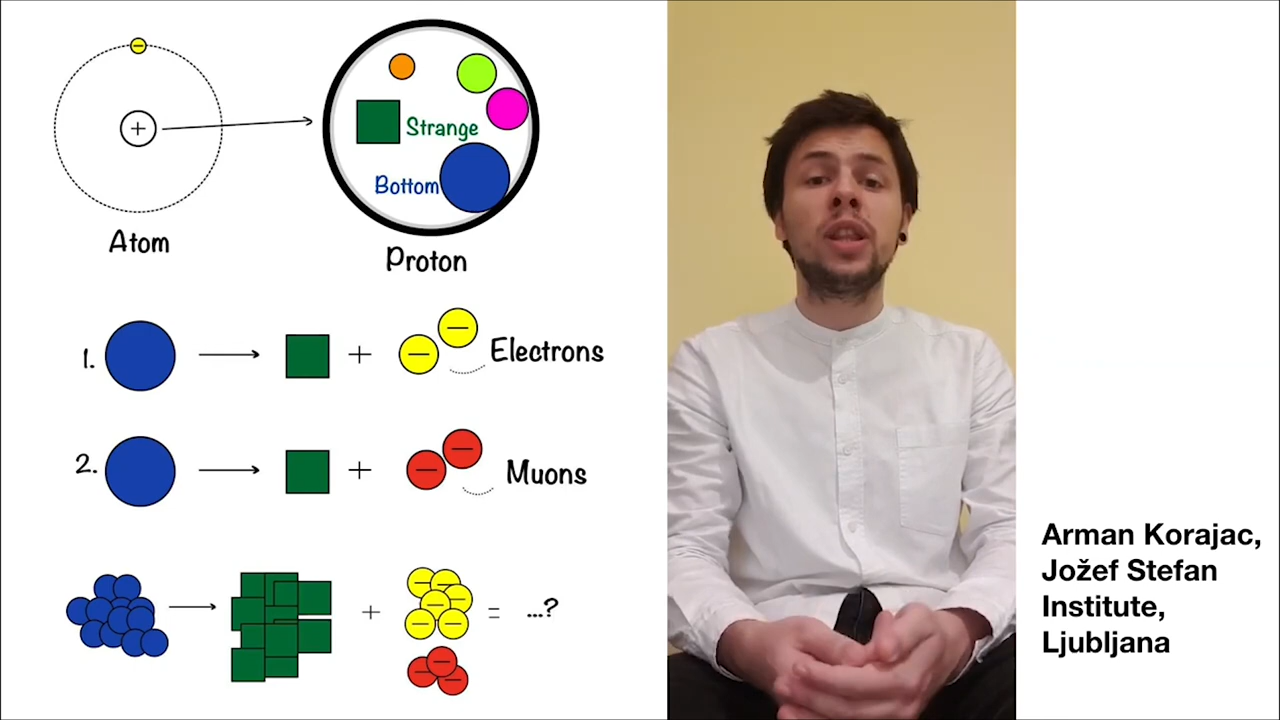 +
Strange
Bottom
Atom
Proton
1.
+
Electrons
2.
+
Muons
+ = ...?
Arman Korajac,
Jožef Stefan
Institute,
Ljubljana